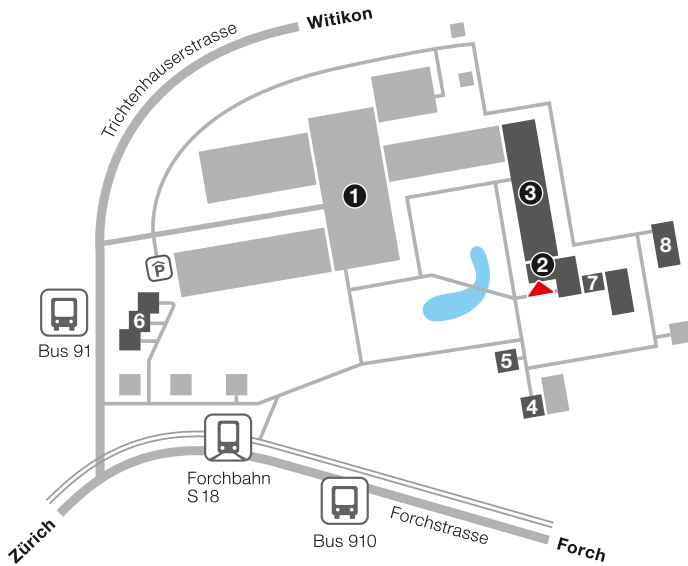 Witikon
Trichtenhauserstrasse
1
3
2
8
7
P
6
Bus 91
5
4
Forchbahn
S 18
Bus 910
Forchstrasse
Zürich
Forch